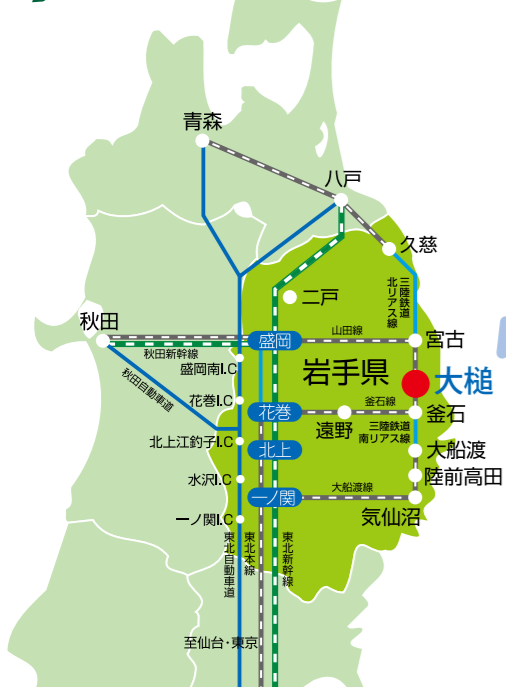 青森
八戸
久慈
三陸鉄道
北リアス線
二戸
秋田
盛岡
山田線
宮古
秋田新幹線
盛岡南I.C
岩手県
大槌
秋田自動車道
花巻I.C
花巻
釜石線
釜石
遠野
三陸鉄道
南リアス線
北上江釣子I.C
北上
大船渡
陸前高田
水沢I.C
一ノ関
大船渡線
気仙沼
一ノ関I.C
東北自動車道
東北本線
東北新幹線
至仙台・東京